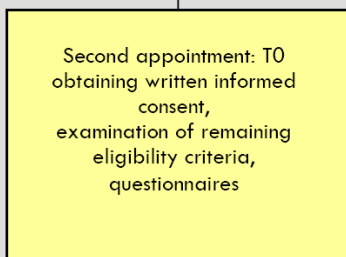 Second appointment: T0
obtaining written informed
consent,
examination of remaining
eligibility criteria,
questionnaires